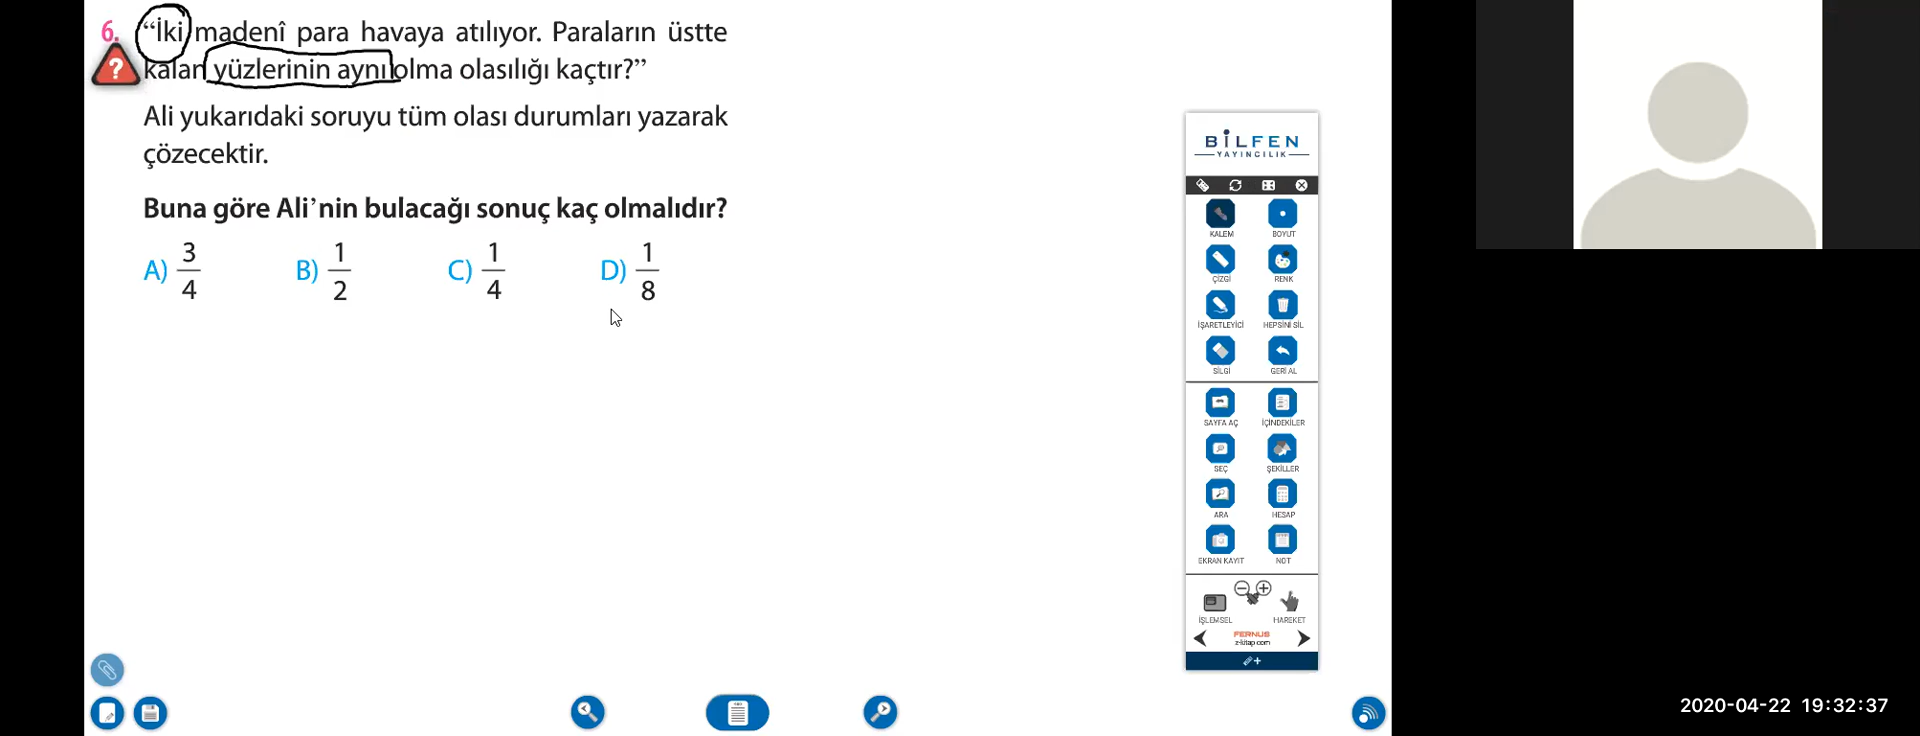 6. “İki madenî para havaya atılıyor. Paraların üstte
? kalan yüzlerinin aynı olma olasılığı kaçtır?”
Ali yukarıdaki soruyu tüm olası durumları yazarak
çözecektir.
Buna göre Ali’nin bulacağı sonuç kaç olmalıdır?
A) 3/4 B) 1/2 C) 1/4 D) 1/8
BİLFEN
YAYINCILIK
KALEM BOYUT
ÇİZGİ RENK
İŞARETLEYİCİ HEPSİNİ SİL
SİLGİ GERİ AL
SAYFA AÇ İÇİNDEKİLER
SEÇ ŞEKİLLER
ARA HESAP
EKRAN KAYIT NOT
İŞLEMSEL HAREKET
FERNUS
z-kitap.com
2020-04-22 19:32:37